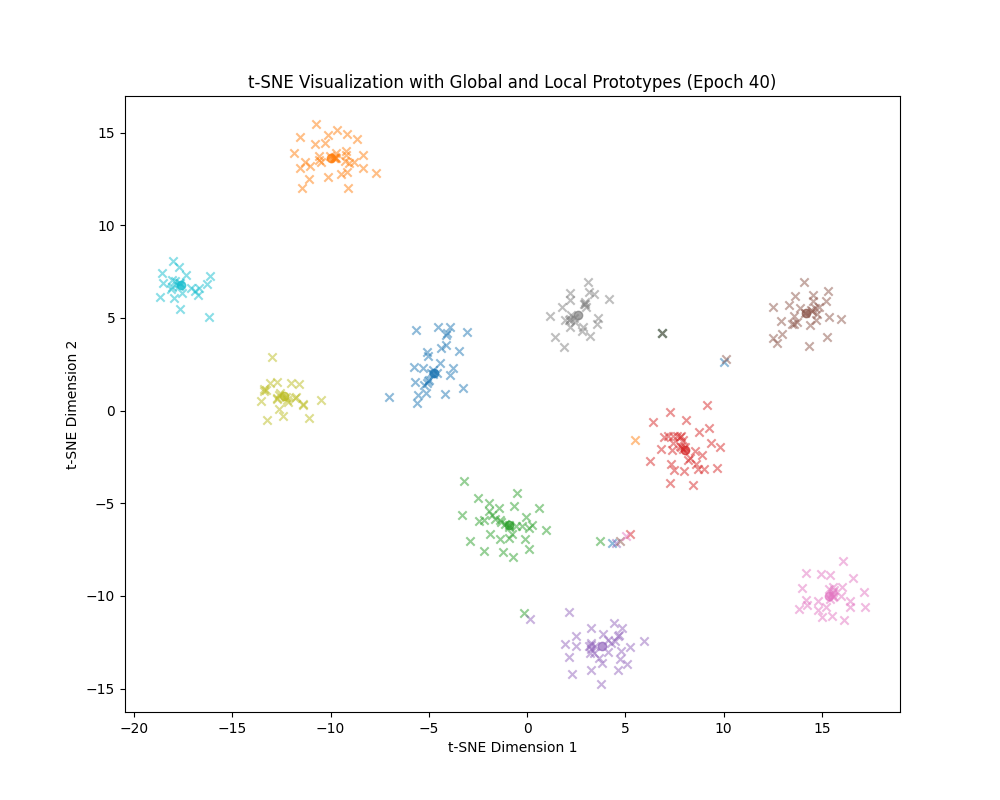 t-SNE Visualization with Global and Local Prototypes (Epoch 40)
15
10
5
0
−5
−10
−15
t-SNE Dimension 2
−20 −15 −10 −5 0 5 10 15
t-SNE Dimension 1